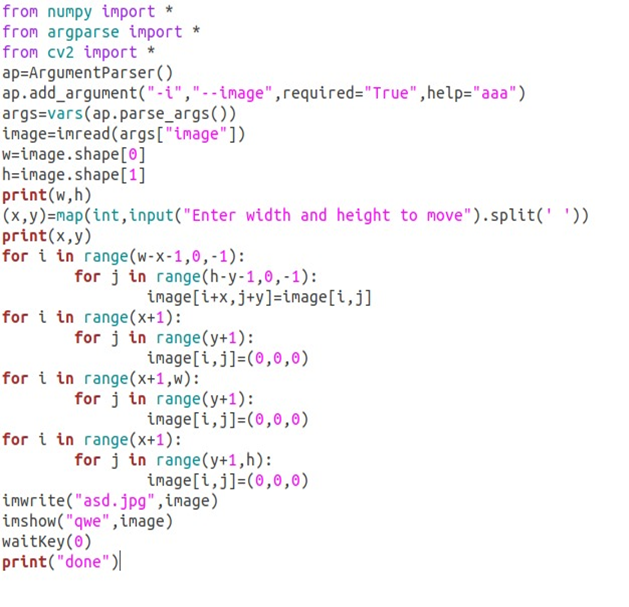 from numpy import *
from argparse import *
from cv2 import *
ap=ArgumentParser()
ap.add_argument("-i","--image",required="True",help="aaa")
args=vars(ap.parse_args())
image=imread(args["image"])
w=image.shape[0]
h=image.shape[1]
print(w,h)
(x,y)=map(int,input("Enter width and height to move").split(' '))
print(x,y)
for i in range(w-x-1,0,-1):
        for j in range(h-y-1,0,-1):
                image[i+x,j+y]=image[i,j]
for i in range(x+1):
        for j in range(y+1):
                image[i,j]=(0,0,0)
for i in range(x+1,w):
        for j in range(y+1):
                image[i,j]=(0,0,0)
for i in range(x+1):
        for j in range(y+1,h):
                image[i,j]=(0,0,0)
imwrite("asd.jpg",image)
imshow("qwe",image)
waitKey(0)
print("done")